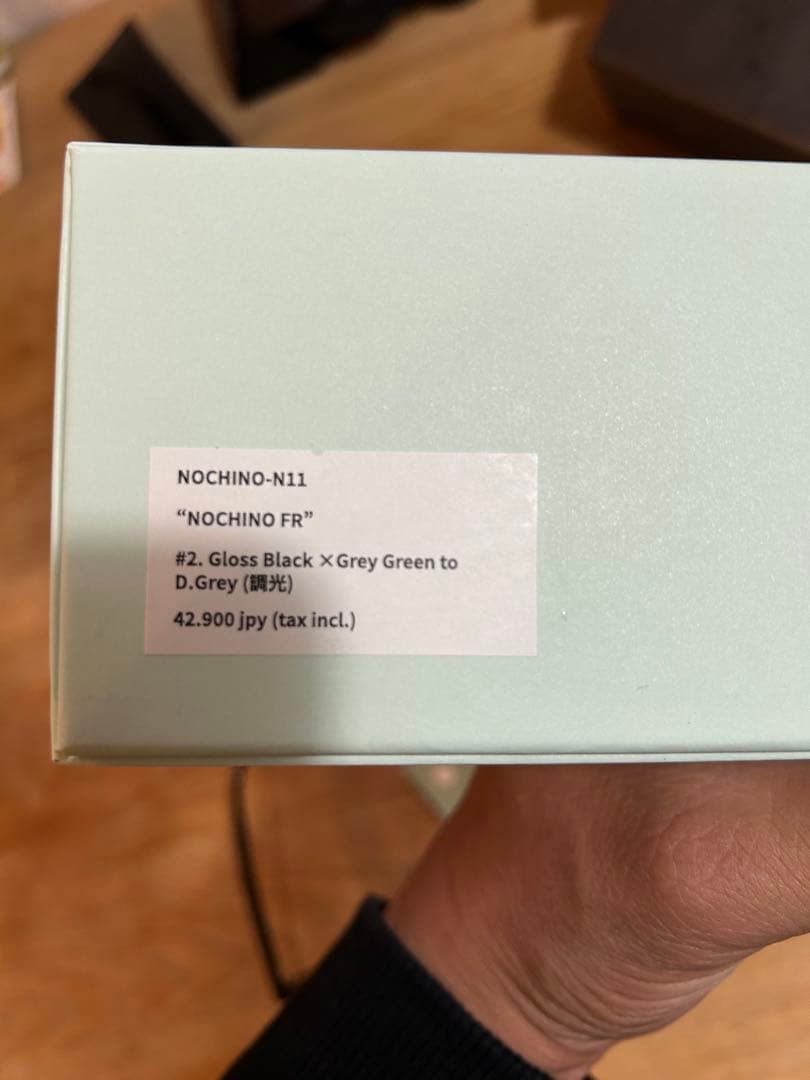 NOCHINO-N11
“NOCHINO FR”
#2. Gloss Black ×Grey Green to
D.Grey (調光)
42.900 jpy (tax incl.)